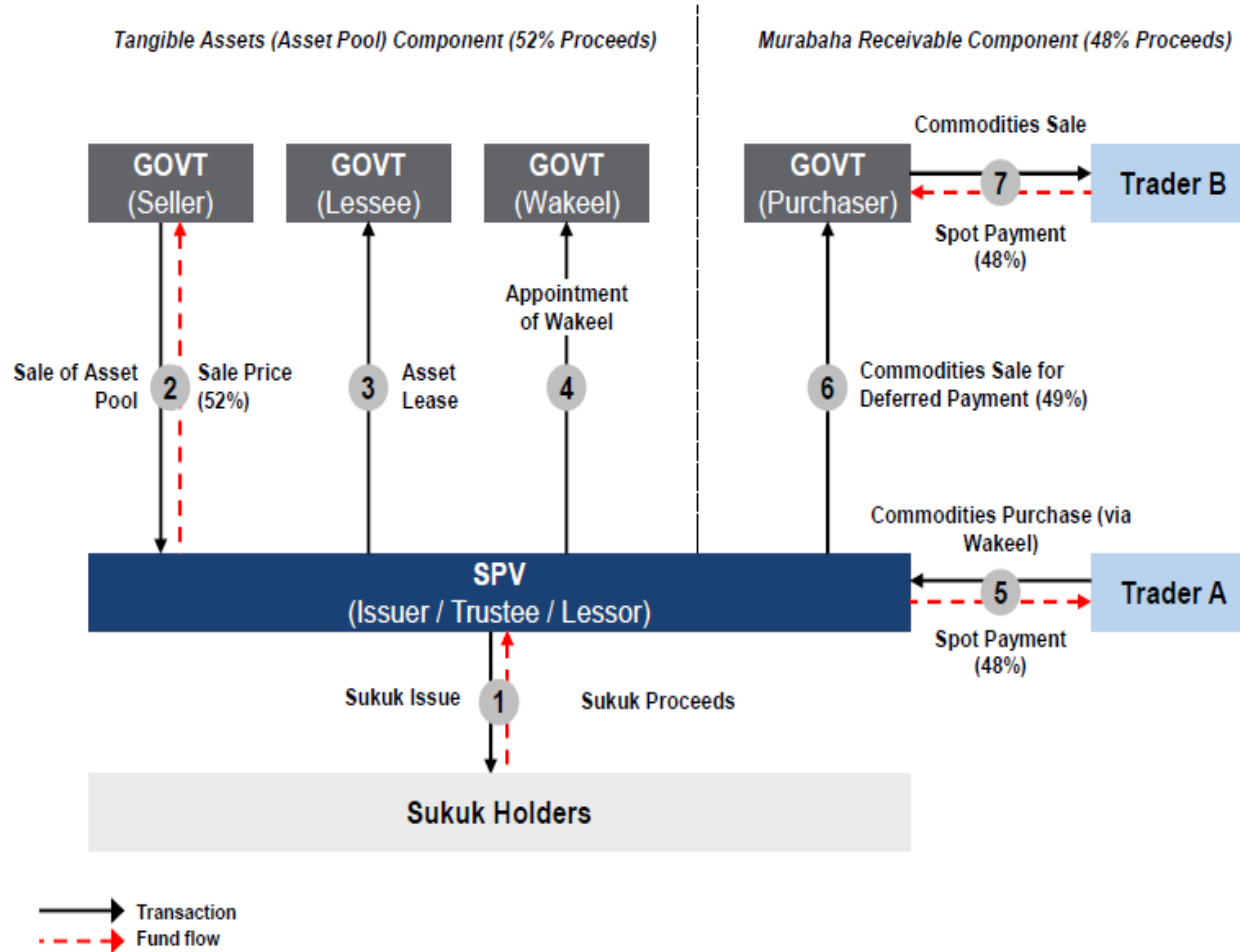 Tangible Assets (Asset Pool) Component (52% Proceeds)
Murabaha Receivable Component (48% Proceeds)
GOVT
(Seller)
GOVT
(Lessee)
GOVT
(Wakeel)
GOVT
(Purchaser)
Commodities Sale
7
Spot Payment
(48%)
Trader B
Sale of Asset
Pool
2
Sale Price
(52%)
3
Asset
Lease
Appointment
of Wakeel
4
6
Commodities Sale for
Deferred Payment (49%)
Commodities Purchase (via
Wakeel)
5
Spot Payment
(48%)
Trader A
SPV
(Issuer / Trustee / Lessor)
Sukuk Issue
1
Sukuk Proceeds
Sukuk Holders
Transaction
Fund flow